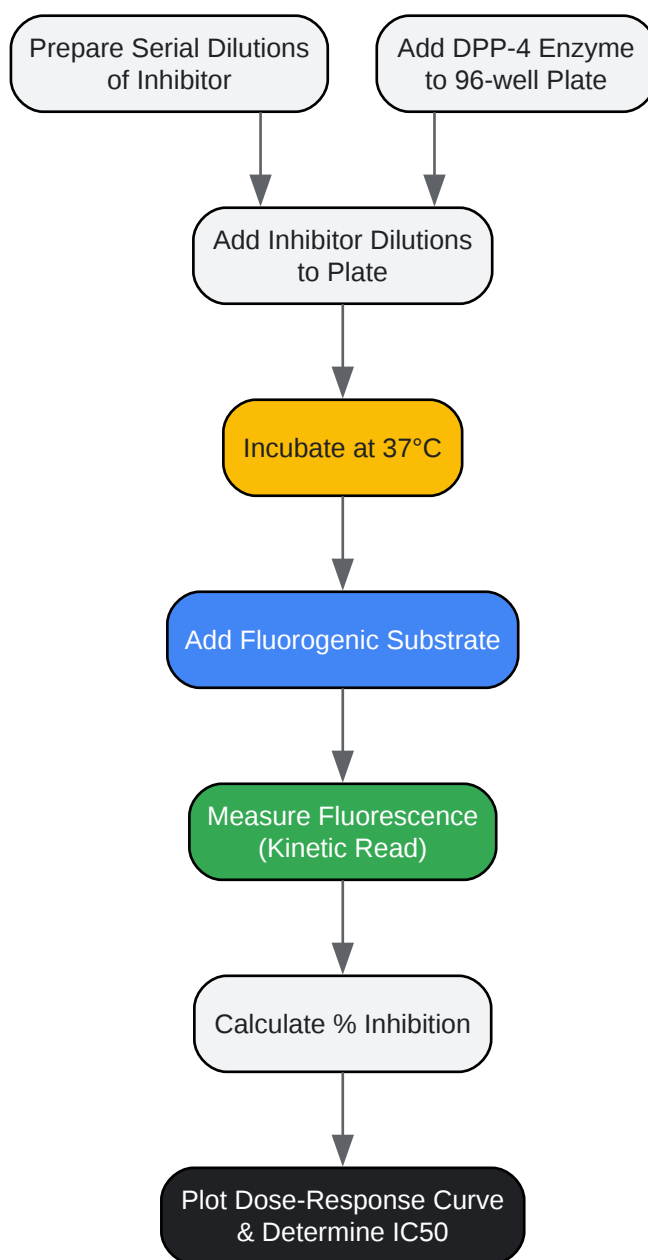 Prepare Serial Dilutions
of Inhibitor
Add DPP-4 Enzyme
to 96-well Plate
Add Inhibitor Dilutions
to Plate
Incubate at 37°C
Add Fluorogenic Substrate
Measure Fluorescence
(Kinetic Read)
Calculate % Inhibition
Plot Dose-Response Curve
& Determine IC50